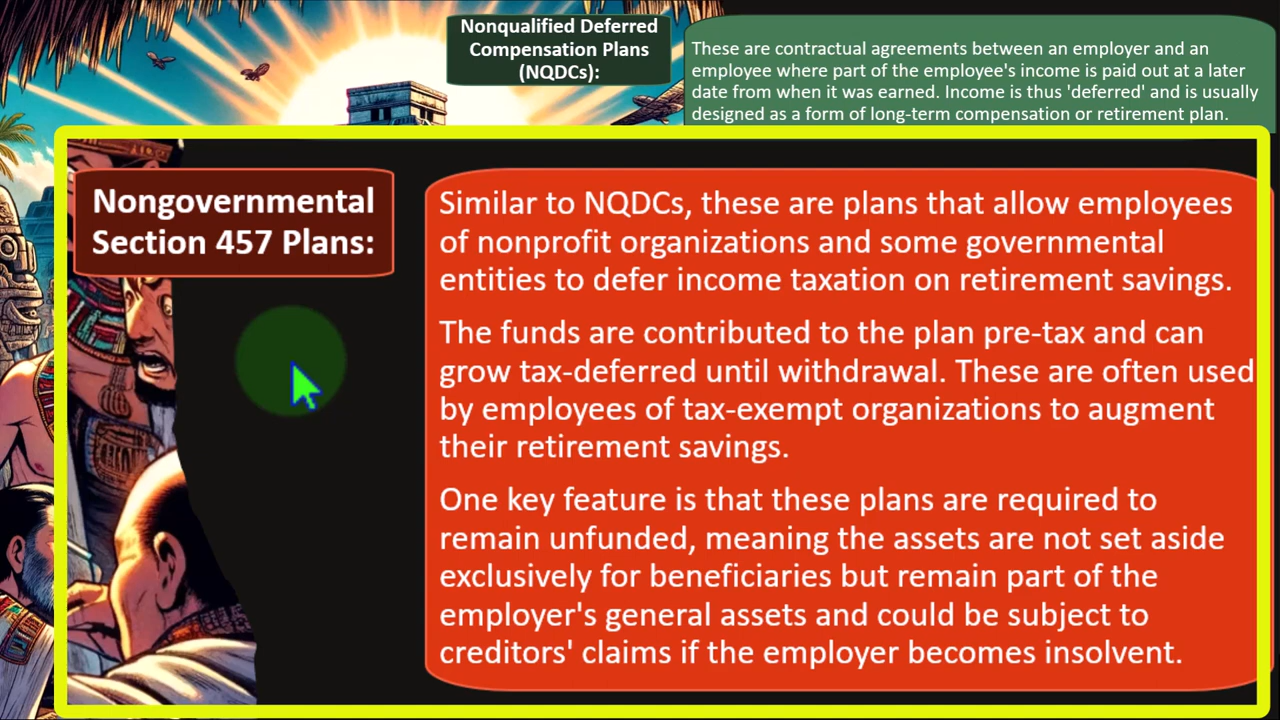 Nonqualified Deferred
Compensation Plans
(NQDCs):
These are contractual agreements between an employer and an
employee where part of the employee's income is paid out at a later
date from when it was earned. Income is thus 'deferred' and is usually
designed as a form of long-term compensation or retirement plan.
Nongovernmental
Section 457 Plans:
Similar to NQDCs, these are plans that allow employees
of nonprofit organizations and some governmental
entities to defer income taxation on retirement savings.
The funds are contributed to the plan pre-tax and can
grow tax-deferred until withdrawal. These are often used
by employees of tax-exempt organizations to augment
their retirement savings.
One key feature is that these plans are required to
remain unfunded, meaning the assets are not set aside
exclusively for beneficiaries but remain part of the
employer's general assets and could be subject to
creditors' claims if the employer becomes insolvent.